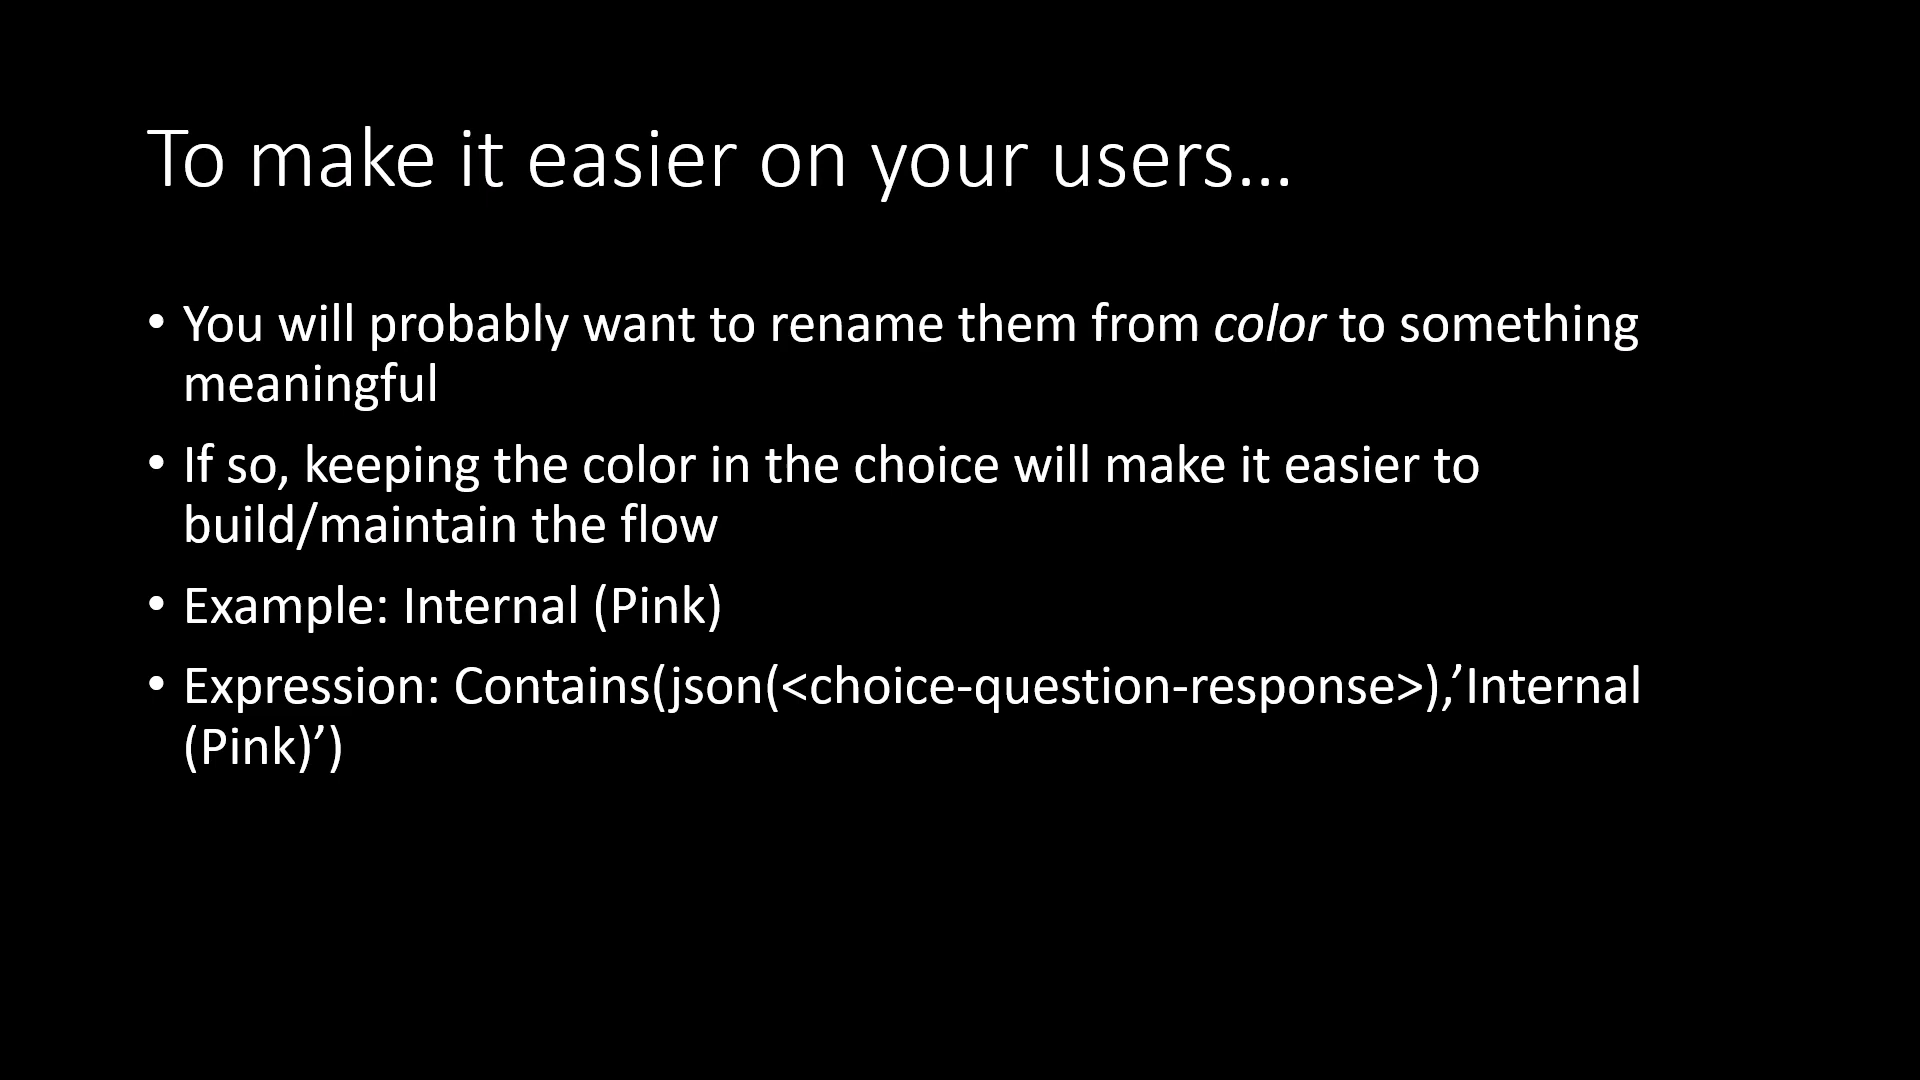 To make it easier on your users…
• You will probably want to rename them from color to something
meaningful
• If so, keeping the color in the choice will make it easier to
build/maintain the flow
• Example: Internal (Pink)
• Expression: Contains(json(<choice-question-response>),’Internal
(Pink)’)